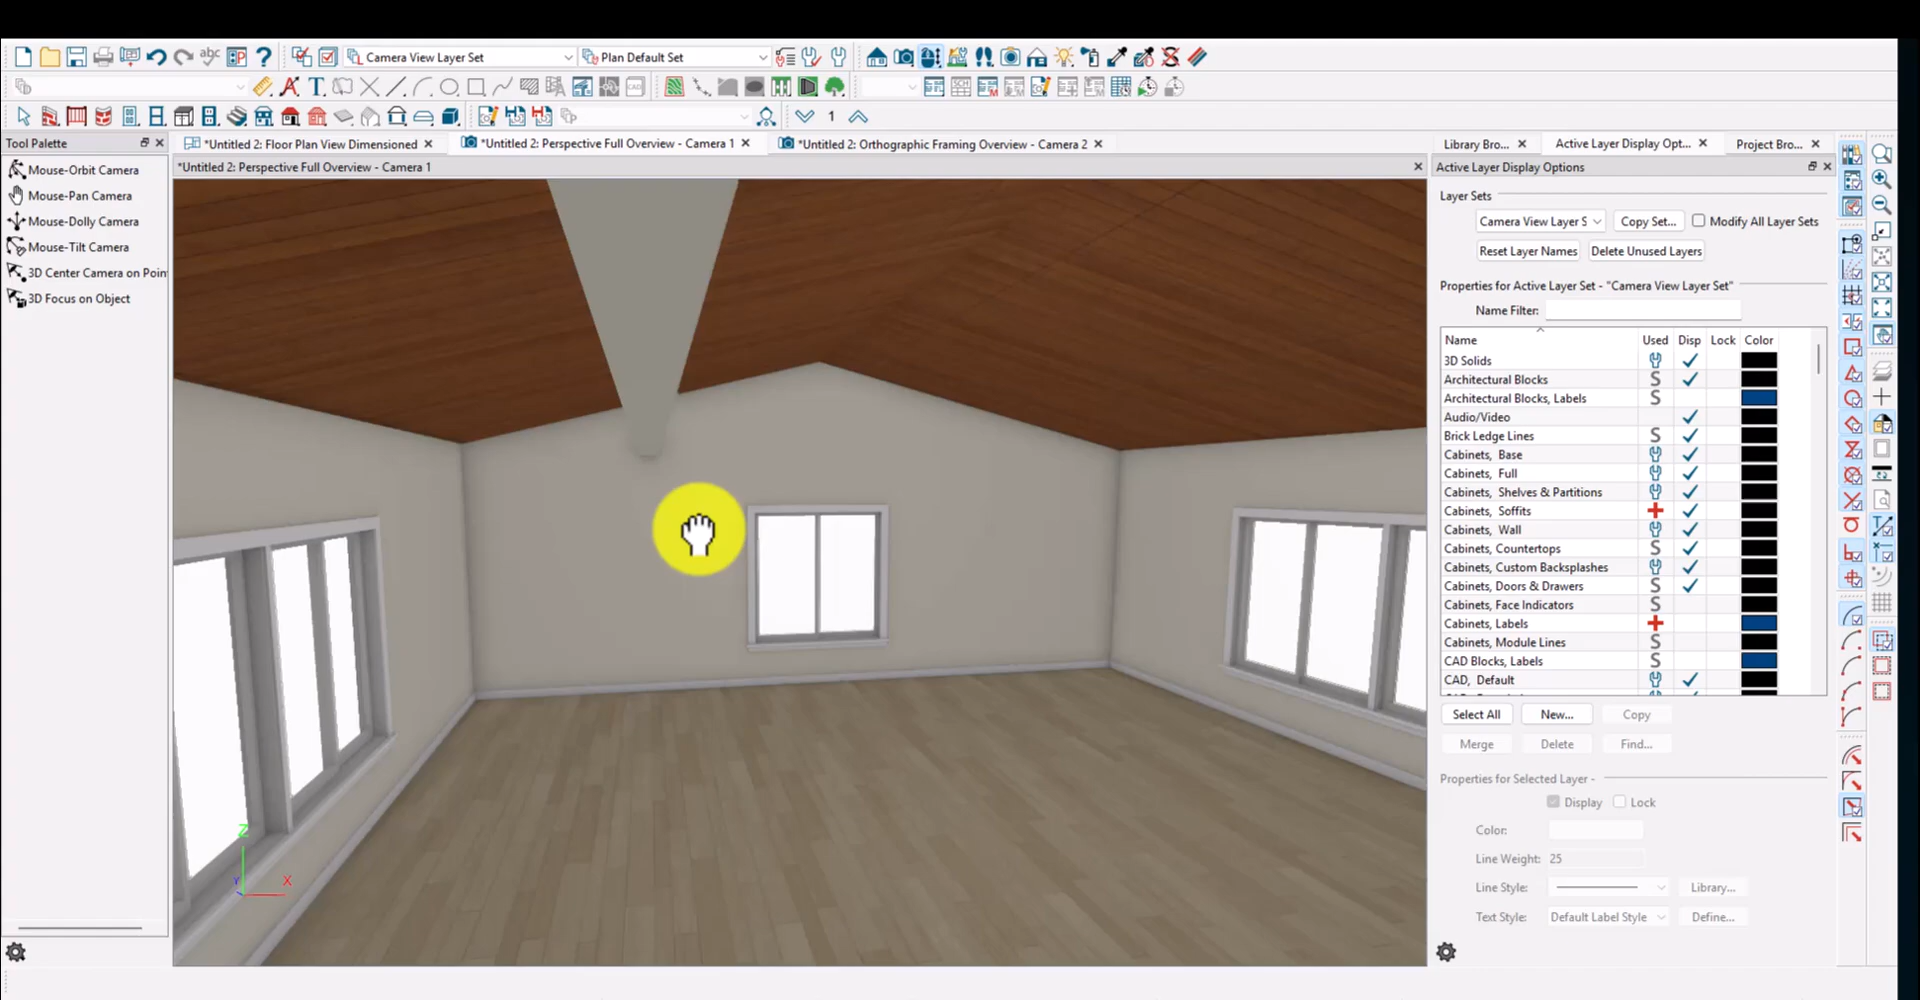 Camera View Layer Set
Plan Default Set
abc
?
A
T
CAD
1
Tool Palette
Mouse-Orbit Camera
Mouse-Pan Camera
Mouse-Dolly Camera
Mouse-Tilt Camera
3D Center Camera on Poin
3D Focus on Object
*Untitled 2: Floor Plan View Dimensioned
*Untitled 2: Perspective Full Overview - Camera 1
*Untitled 2: Orthographic Framing Overview - Camera 2
*Untitled 2: Perspective Full Overview - Camera 1
Z
Y
X
Library Bro...
Active Layer Display Opt...
Project Bro...
Active Layer Display Options
Layer Sets
Camera View Layer S
Copy Set...
Modify All Layer Sets
Reset Layer Names
Delete Unused Layers
Properties for Active Layer Set - "Camera View Layer Set"
Name Filter:
Name Used Disp Lock Color
3D Solids
Architectural Blocks S
Architectural Blocks, Labels S
Audio/Video
Brick Ledge Lines S
Cabinets, Base
Cabinets, Full
Cabinets, Shelves & Partitions
Cabinets, Soffits
Cabinets, Wall
Cabinets, Countertops S
Cabinets, Custom Backsplashes
Cabinets, Doors & Drawers S
Cabinets, Face Indicators S
Cabinets, Labels
Cabinets, Module Lines S
CAD Blocks, Labels S
CAD, Default
Select All
New...
Copy
Merge
Delete
Find...
Properties for Selected Layer -
Display
Lock
Color:
Line Weight: 25
Line Style:
Library...
Text Style: Default Label Style
Define...